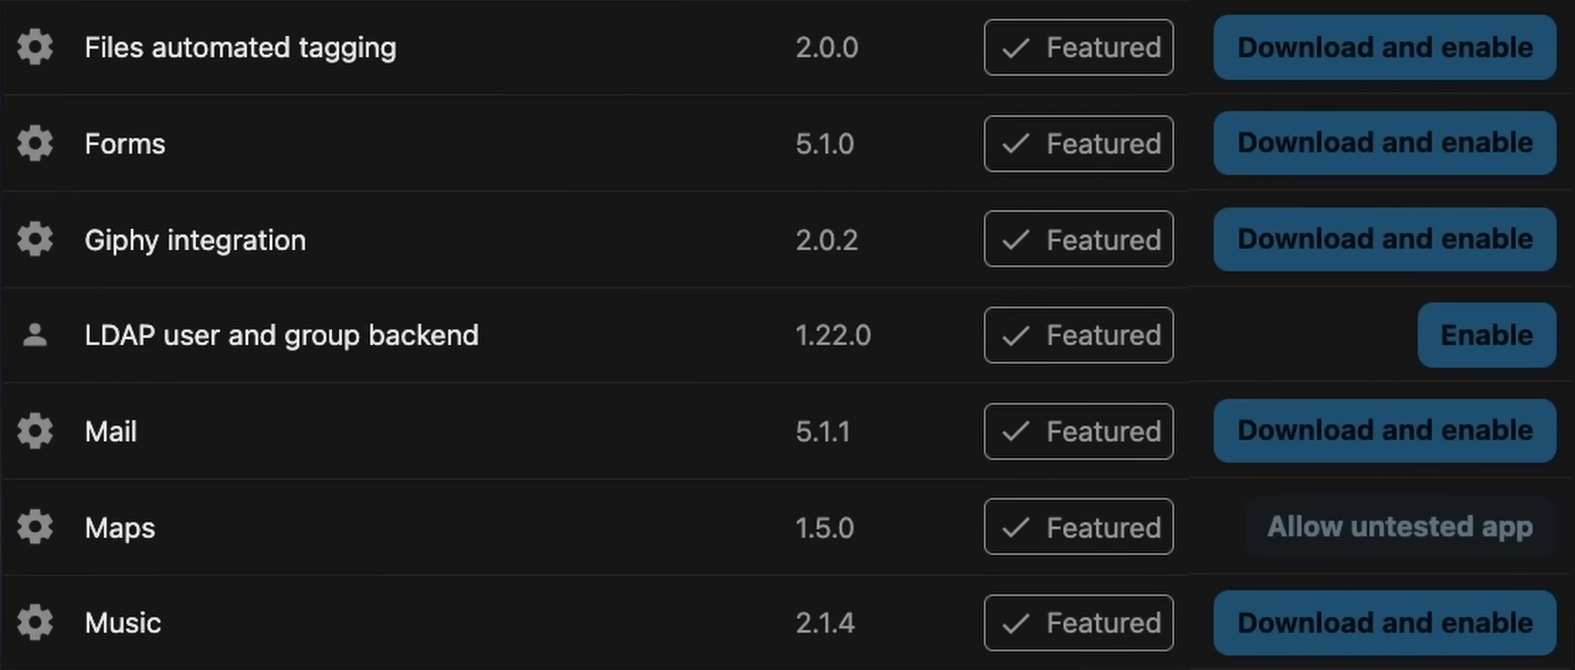 Files automated tagging 2.0.0 Featured Download and enable
Forms 5.1.0 Featured Download and enable
Giphy integration 2.0.2 Featured Download and enable
LDAP user and group backend 1.22.0 Featured Enable
Mail 5.1.1 Featured Download and enable
Maps 1.5.0 Featured Allow untested app
Music 2.1.4 Featured Download and enable